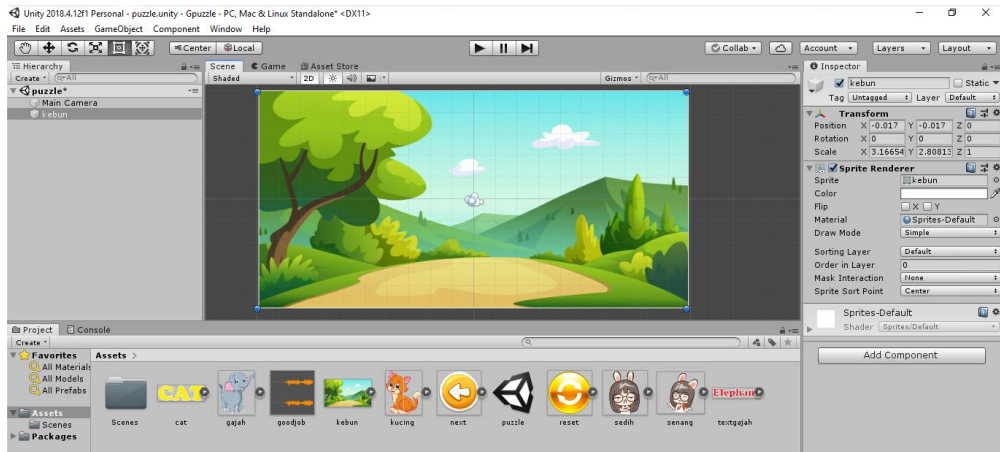 Unity 2018.4.12f1 Personal - puzzle.unity - Gpuzzle - PC, Mac & Linux Standalone* <DX11>
File Edit Assets GameObject Component Window Help
Center Local Collab Account Layers Layout
Hierarchy
Create All
puzzle*
Main Camera
kebun
Scene Game Asset Store
Shaded 2D Gizmos All
Inspector
kebun Static
Tag Untagged Layer Default
Transform
Position X -0.017 Y -0.017 Z 0
Rotation X 0 Y 0 Z 0
Scale X 3.16654 Y 2.80813 Z 1
Sprite Renderer
Sprite kebun
Color
Flip X Y
Material Sprites-Default
Draw Mode Simple
Sorting Layer Default
Order in Layer 0
Mask Interaction None
Sprite Sort Point Center
Sprites-Default
Shader Sprites/Default
Add Component
Project Console
Create
Favorites
All Materials
All Models
All Prefabs
Assets
Scenes
Packages
Assets >
CAT
Elephan
Scenes cat gajah goodjob kebun kucing next puzzle reset sedih senang textgajah